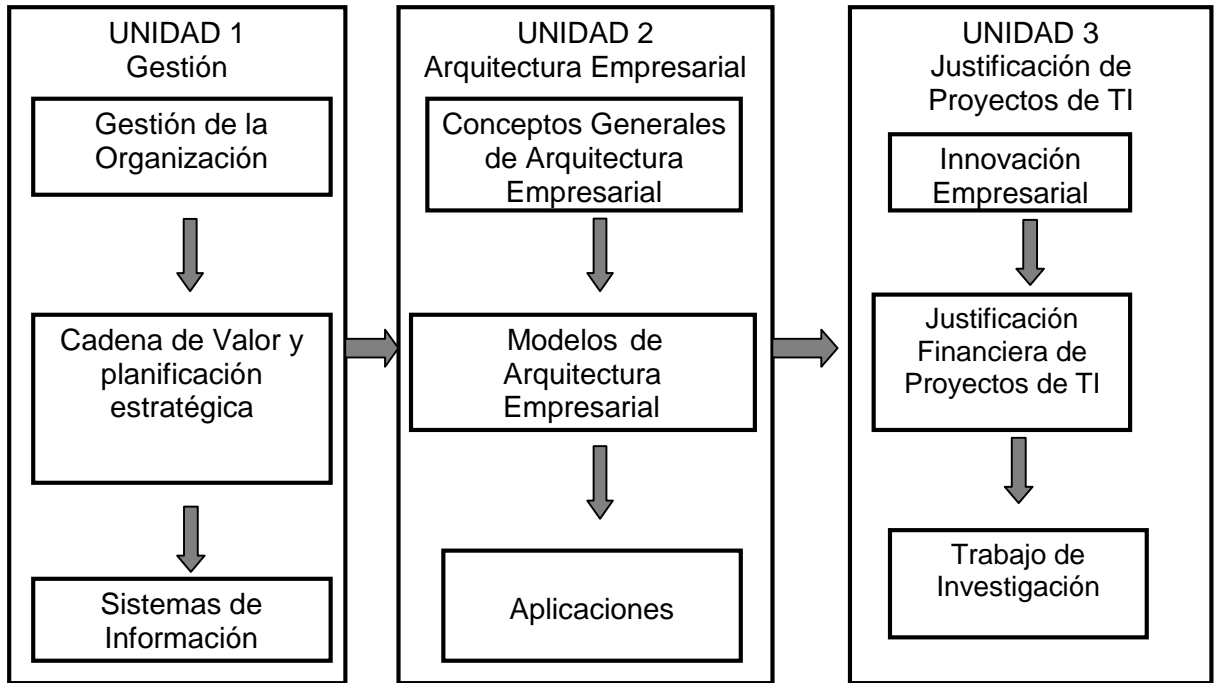 UNIDAD 1
Gestión
Gestión de la
Organización
Cadena de Valor y
planificación
estratégica
Sistemas de
Información
UNIDAD 2
Arquitectura Empresarial
Conceptos Generales
de Arquitectura
Empresarial
Modelos de
Arquitectura
Empresarial
Aplicaciones
UNIDAD 3
Justificación de
Proyectos de TI
Innovación
Empresarial
Justificación
Financiera de
Proyectos de TI
Trabajo de
Investigación